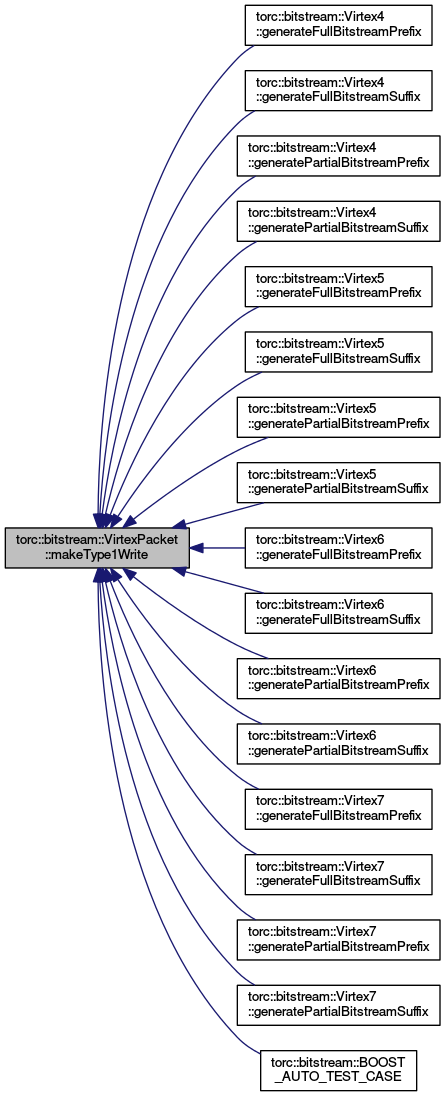 torc::bitstream::Virtex4
::generateFullBitstreamPrefix
torc::bitstream::Virtex4
::generateFullBitstreamSuffix
torc::bitstream::Virtex4
::generatePartialBitstreamPrefix
torc::bitstream::Virtex4
::generatePartialBitstreamSuffix
torc::bitstream::Virtex5
::generateFullBitstreamPrefix
torc::bitstream::Virtex5
::generateFullBitstreamSuffix
torc::bitstream::Virtex5
::generatePartialBitstreamPrefix
torc::bitstream::Virtex5
::generatePartialBitstreamSuffix
torc::bitstream::VirtexPacket
::makeType1Write
torc::bitstream::Virtex6
::generateFullBitstreamPrefix
torc::bitstream::Virtex6
::generateFullBitstreamSuffix
torc::bitstream::Virtex6
::generatePartialBitstreamPrefix
torc::bitstream::Virtex6
::generatePartialBitstreamSuffix
torc::bitstream::Virtex7
::generateFullBitstreamPrefix
torc::bitstream::Virtex7
::generateFullBitstreamSuffix
torc::bitstream::Virtex7
::generatePartialBitstreamPrefix
torc::bitstream::Virtex7
::generatePartialBitstreamSuffix
torc::bitstream::BOOST
_AUTO_TEST_CASE